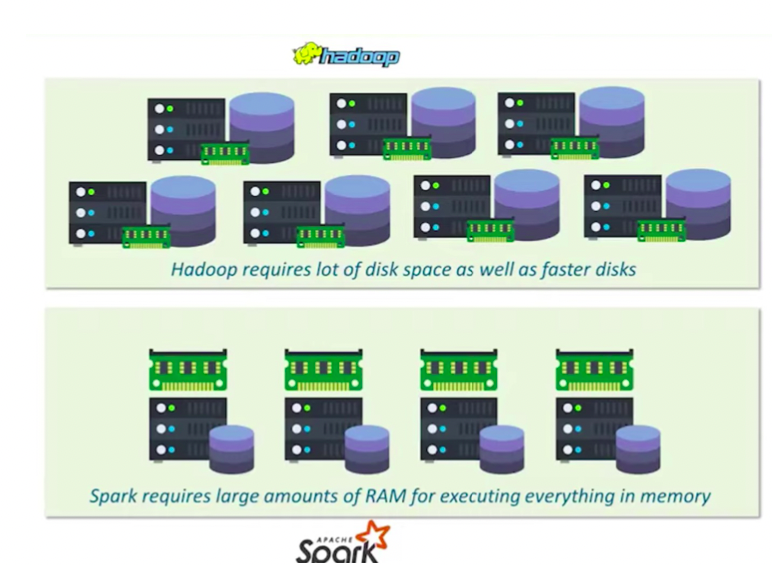 hadoop
Hadoop requires lot of disk space as well as faster disks
Spark requires large amounts of RAM for executing everything in memory
APACHE
Spark